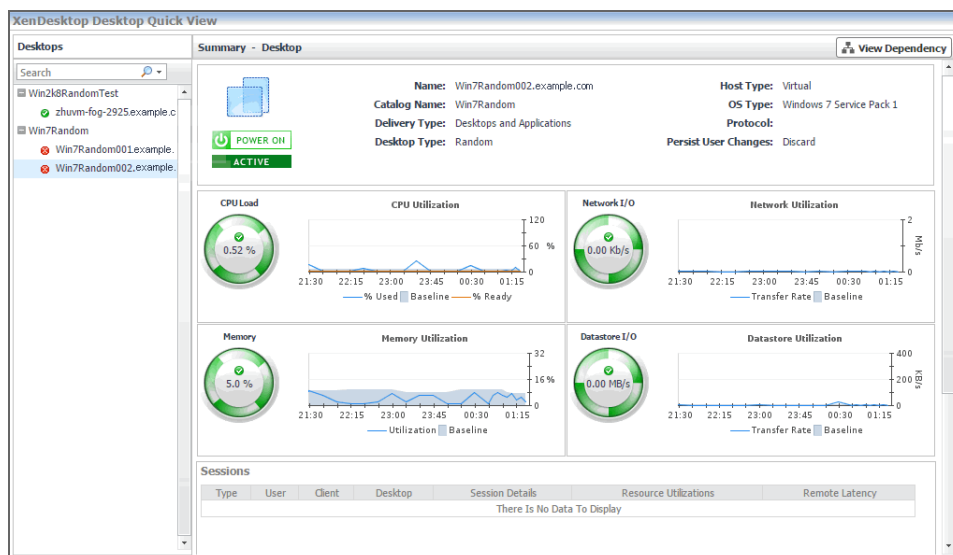 XenDesktop Desktop Quick View
Desktops
Search
Win2k8RandomTest
zhuvm-fog-2925.example.c
Win7Random
Win7Random001.example.
Win7Random002.example.
Summary - Desktop
View Dependency
POWER ON
ACTIVE
Name: Win7Random002.example.com
Catalog Name: Win7Random
Delivery Type: Desktops and Applications
Desktop Type: Random
Host Type: Virtual
OS Type: Windows 7 Service Pack 1
Protocol:
Persist User Changes: Discard
CPU Load
0.52 %
CPU Utilization
120
60 %
0
21:30 22:15 23:00 23:45 00:30 01:15
% Used Baseline % Ready
Network I/O
0.00 Kb/s
Network Utilization
2
Mb/s
0
21:30 22:15 23:00 23:45 00:30 01:15
Transfer Rate Baseline
Memory
5.0 %
Memory Utilization
32
16 %
0
21:30 22:15 23:00 23:45 00:30 01:15
Utilization Baseline
Datastore I/O
0.00 MB/s
Datastore Utilization
400
200
KB/s
0
21:30 22:15 23:00 23:45 00:30 01:15
Transfer Rate Baseline
Sessions
Type User Client Desktop Session Details Resource Utilizations Remote Latency
There Is No Data To Display